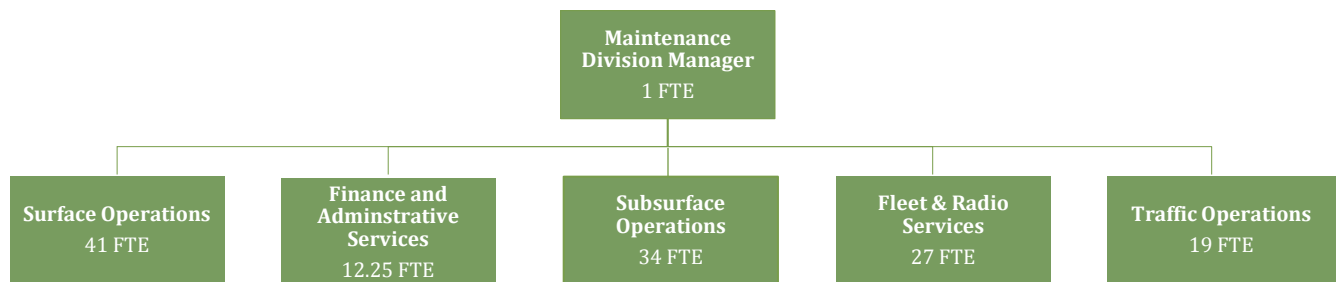 Maintenance
Division Manager
1 FTE
Surface Operations
41 FTE
Finance and
Adminstrative
Services
12.25 FTE
Subsurface
Operations
34 FTE
Fleet & Radio
Services
27 FTE
Traffic Operations
19 FTE